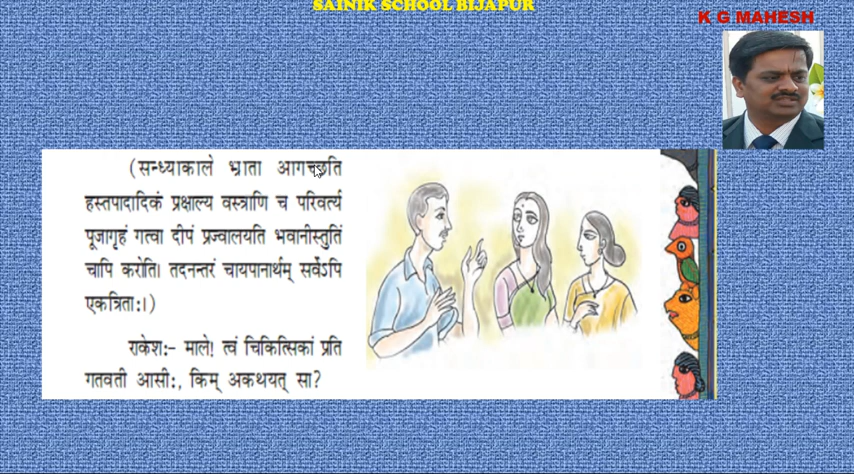 SAINIK SCHOOL BIJAPUR
K G MAHESH
(सन्ध्याकाले भ्राता आगच्छति
हस्तपादादिकं प्रक्षाल्य वस्त्राणि च परिवर्त्य
पूजागृहं गत्वा दीपं प्रज्वालयति भवानीस्तुतिं
चापि करोति। तदनन्तरं चायपानार्थम् सर्वेऽपि
एकत्रिताः।)
राकेशः- माले! त्वं चिकित्सिकां प्रति
गतवती आसीः, किम् अकथयत् सा?